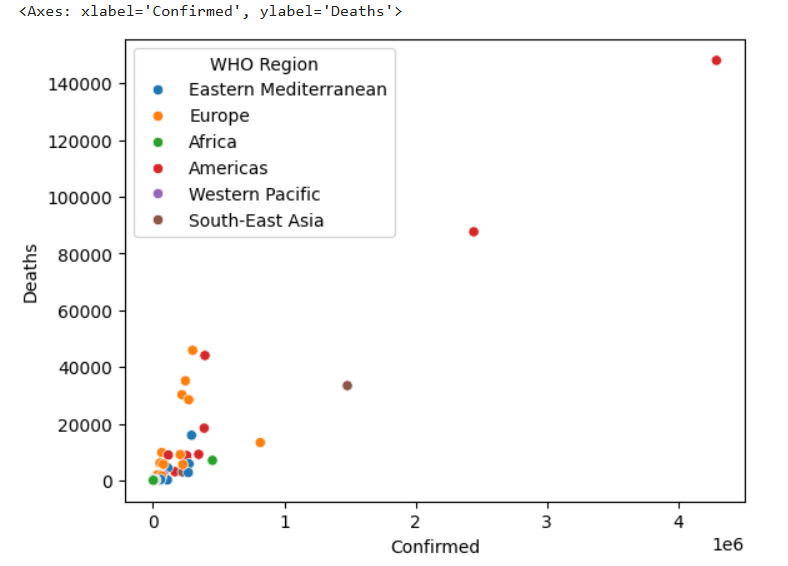 <Axes: xlabel='Confirmed', ylabel='Deaths'>
WHO Region
Eastern Mediterranean
Europe
Africa
Americas
Western Pacific
South-East Asia
140000
120000
100000
80000
60000
40000
20000
0
Deaths
0 1 2 3 4
1e6
Confirmed